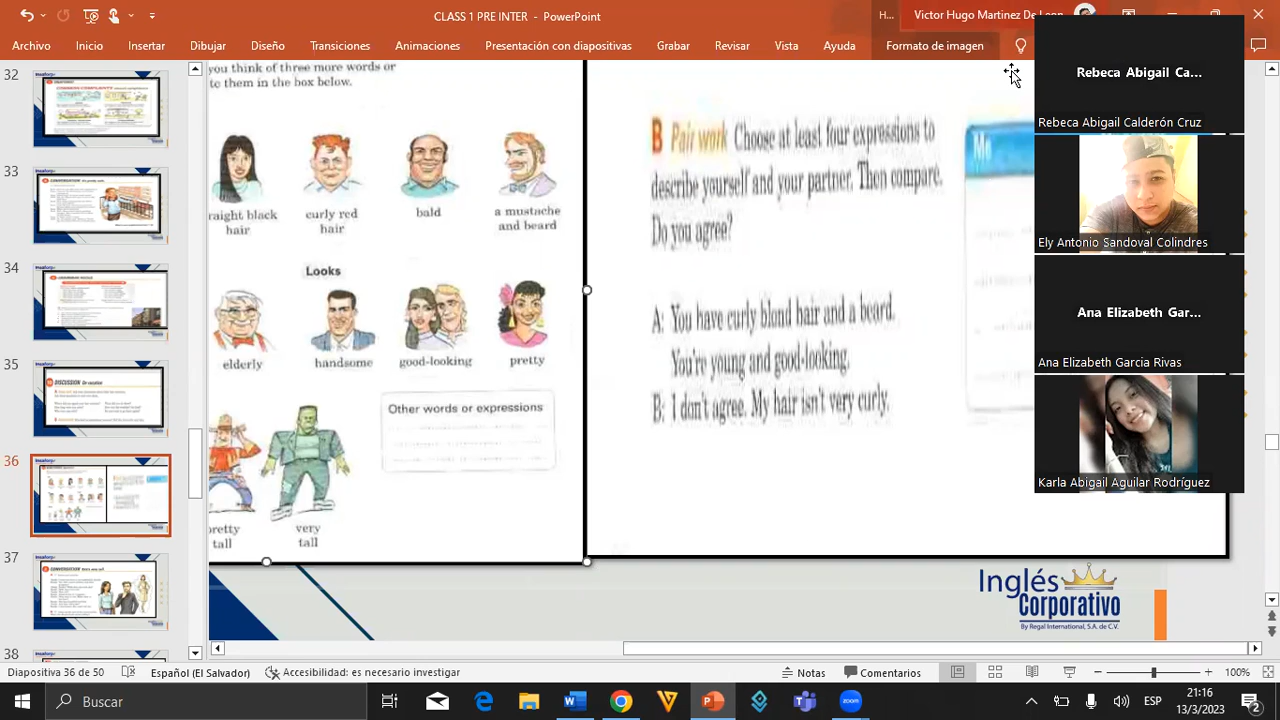 CLASS 1 PRE INTER - PowerPoint
H...
Victor Hugo Martinez De Leon
Archivo Inicio Insertar Dibujar Diseño Transiciones Animaciones Presentación con diapositivas Grabar Revisar Vista Ayuda Formato de imagen
32
33
34
35
36
37
38
you think of three more words or
to them in the box below.
raight black
hair
curly red
hair
bald
a mustache
and beard
Looks
elderly
handsome
good-looking
pretty
Other words or expressions
retty
tall
very
tall
B Pair work Choose at least four expressions to
describe yourself and your partner. Then compare.
Do you agree?
A: You have curly blond hair and a beard.
You're young and good-looking.
B: I don't agree. My hair isn't very curly.
Rebeca Abigail Ca...
Rebeca Abigail Calderón Cruz
Ely Antonio Sandoval Colindres
Ana Elizabeth Gar...
Ana Elizabeth García Rivas
Karla Abigail Aguilar Rodríguez
Inglés
Corporativo
By Regal International, S.A. de C.V.
Diapositiva 36 de 50 Español (El Salvador) Accesibilidad: es necesario investigar Notas Comentarios 100%
Buscar
zoom
ESP
21:16
13/3/2023
2